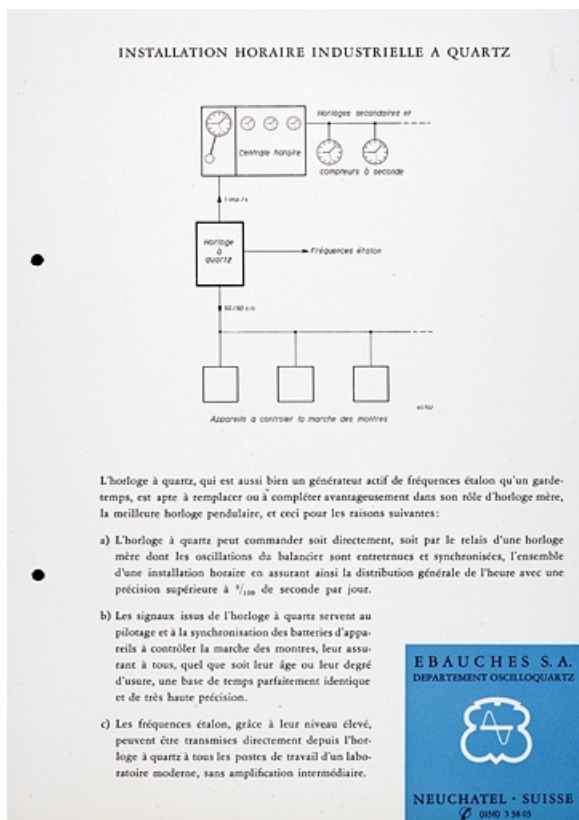 INSTALLATION HORAIRE INDUSTRIELLE A QUARTZ
Horloges secondaires et
Centrale horaire
compteurs à seconde
1 imp/s
Horloge
à
quartz
Fréquences étalon
50/60 c/s
Appareils à contrôler la marche des montres
L'horloge à quartz, qui est aussi bien un générateur actif de fréquences étalon qu'un garde-
temps, est apte à remplacer ou à compléter avantageusement dans son rôle d'horloge mère,
la meilleure horloge pendulaire, et ceci pour les raisons suivantes:
a) L'horloge à quartz peut commander soit directement, soit par le relais d'une horloge
mère dont les oscillations du balancier sont entretenues et synchronisées, l'ensemble
d'une installation horaire en assurant ainsi la distribution générale de l'heure avec une
précision supérieure à /100 de seconde par jour.
b) Les signaux issus de l'horloge à quartz servent au
pilotage et à la synchronisation des batteries d'appa-
reils à contrôler la marche des montres, leur assu-
rant à tous, quel que soit leur âge ou leur degré
d'usure, une base de temps parfaitement identique
et de très haute précision.
c) Les fréquences étalon, grâce à leur niveau élevé,
peuvent être transmises directement depuis l'hor-
loge à quartz à tous les postes de travail d'un labo-
ratoire moderne, sans amplification intermédiaire.
EBAUCHES S.A.
DEPARTEMENT OSCILLOQUARTZ
NEUCHATEL - SUISSE
(038) 5 38 03